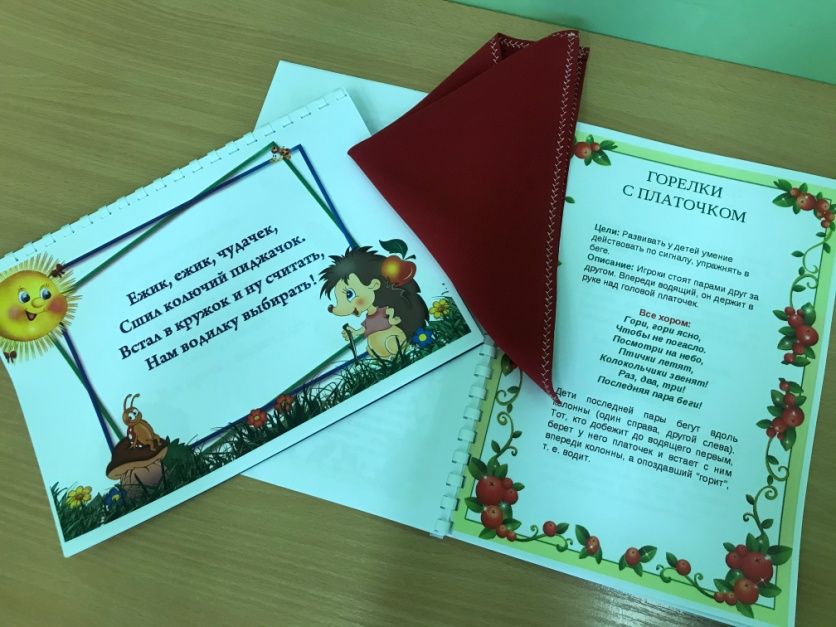 Ежик, ежик, чудачек,
Сшил колючий пиджачок.
Встал в кружок и ну считать,
Нам водилку выбирать!
ГОРЕЛКИ
С ПЛАТОЧКОМ
Цели: Развивать у детей умение
действовать по сигналу, упражнять в
беге.
Описание: Игроки стоят парами друг за
другом. Впереди водящий, он держит в
руке над головой платочек.
Все хором:
Гори, гори ясно,
Чтобы не погасло.
Посмотри на небо,
Птички летят,
Колокольчики звенят!
Раз, два, три!
Последняя пара беги!
Дети последней пары бегут вдоль
колонны (один справа, другой слева).
Тот, кто добежит до водящего первым,
берет у него платочек и встает с ним
впереди колонны, а опоздавший "горит",
т. е. водит.